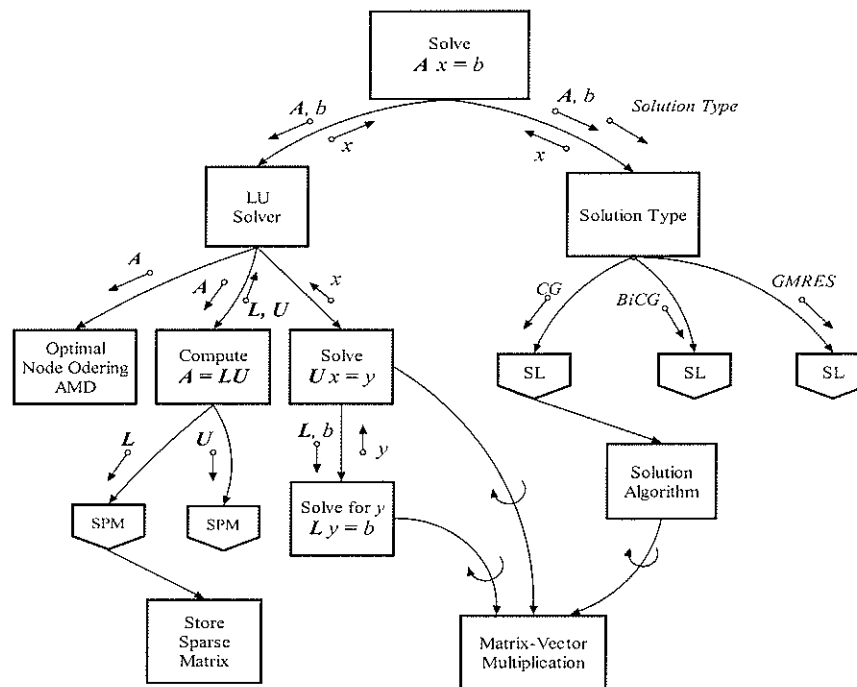 Solve
A x = b
A, b
A, b
Solution Type
x
x
LU
Solver
Solution Type
A
A
L, U
x
CG
BiCG
GMRES
Optimal
Node Odering
AMD
Compute
A = LU
Solve
U x = y
SL
SL
SL
L
U
L, b
y
Solution
Algorithm
SPM
SPM
Solve for y
L y = b
Store
Sparse
Matrix
Matrix-Vector
Multiplication